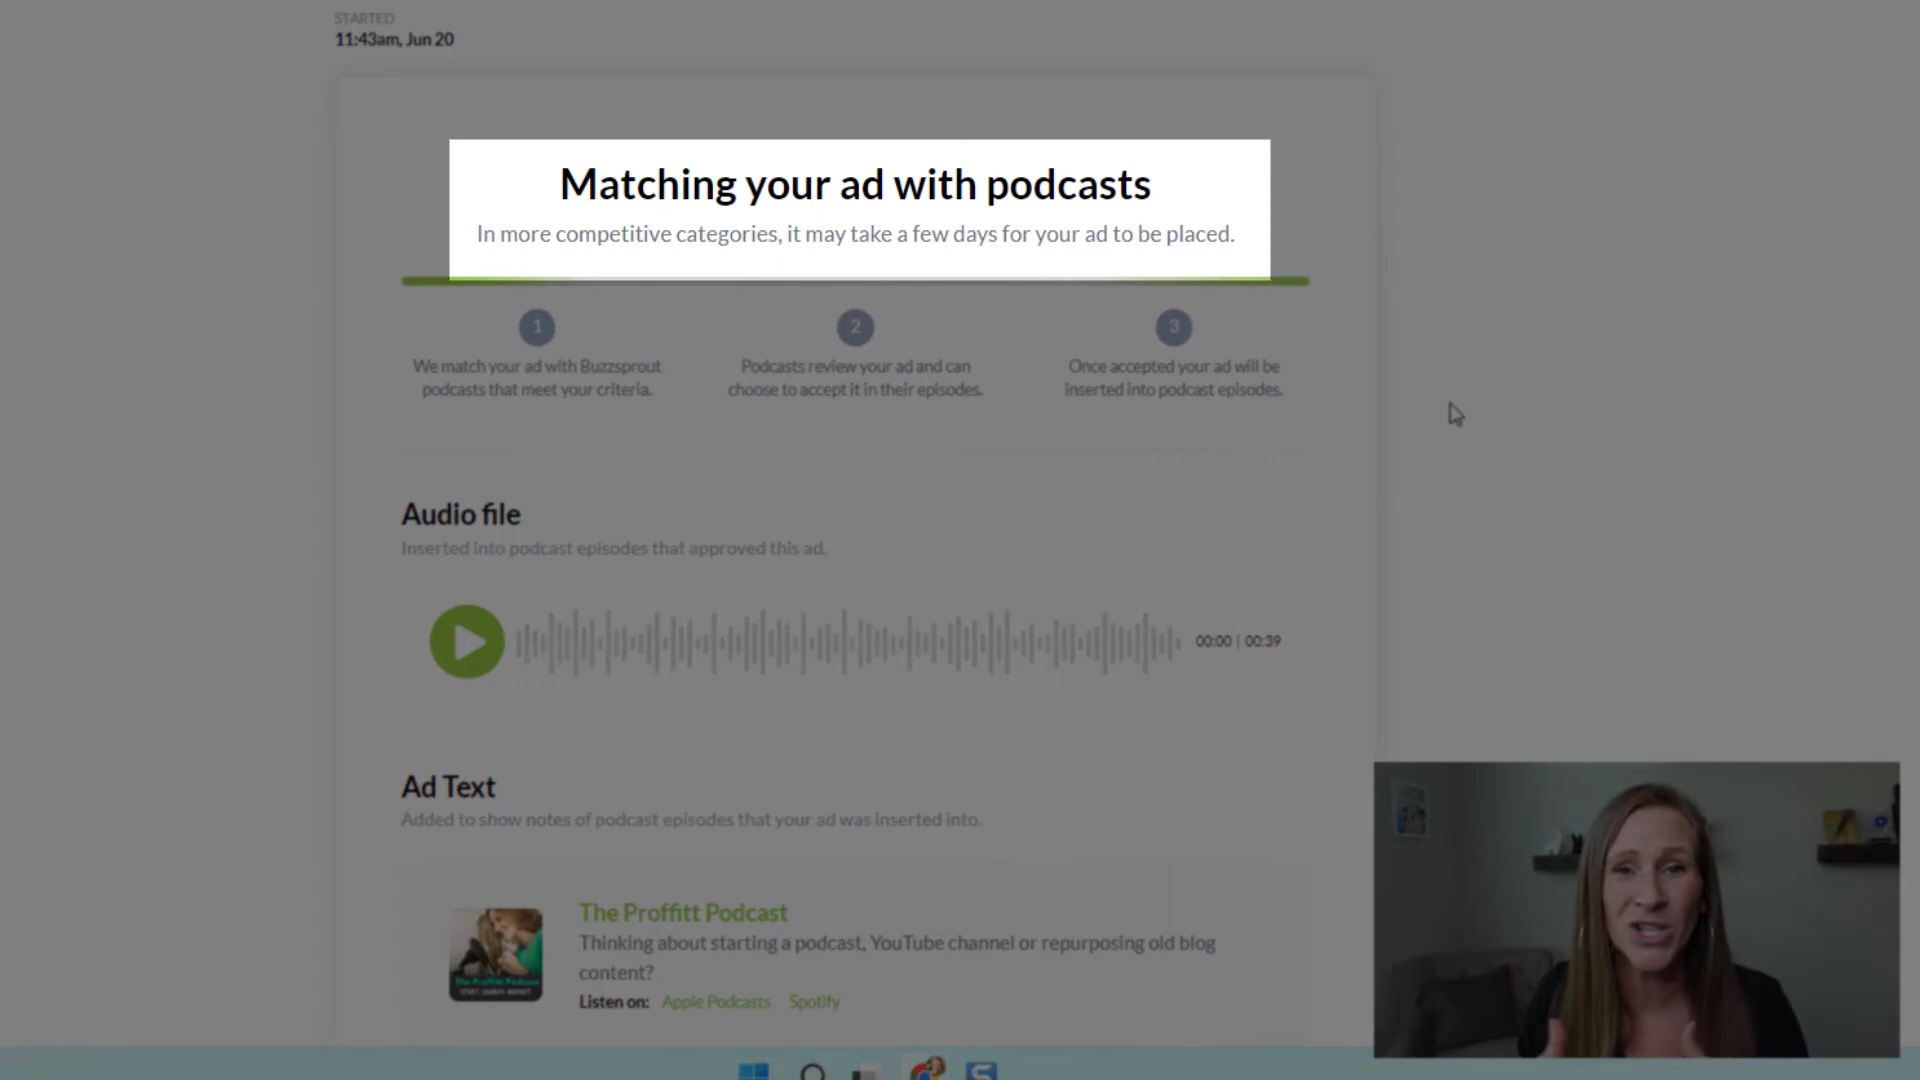 STARTED
11:43am, Jun 20
Matching your ad with podcasts
In more competitive categories, it may take a few days for your ad to be placed.
1
2
3
We match your ad with Buzzsprout
podcasts that meet your criteria.
Podcasts review your ad and can
choose to accept it in their episodes.
Once accepted your ad will be
inserted into podcast episodes.
Audio file
Inserted into podcast episodes that approved this ad.
00:00 | 00:39
Ad Text
Added to show notes of podcast episodes that your ad was inserted into.
The Proffitt Podcast
The Proffitt Podcast
Thinking about starting a podcast, YouTube channel or repurposing old blog
content?
Listen on: Apple Podcasts Spotify
S